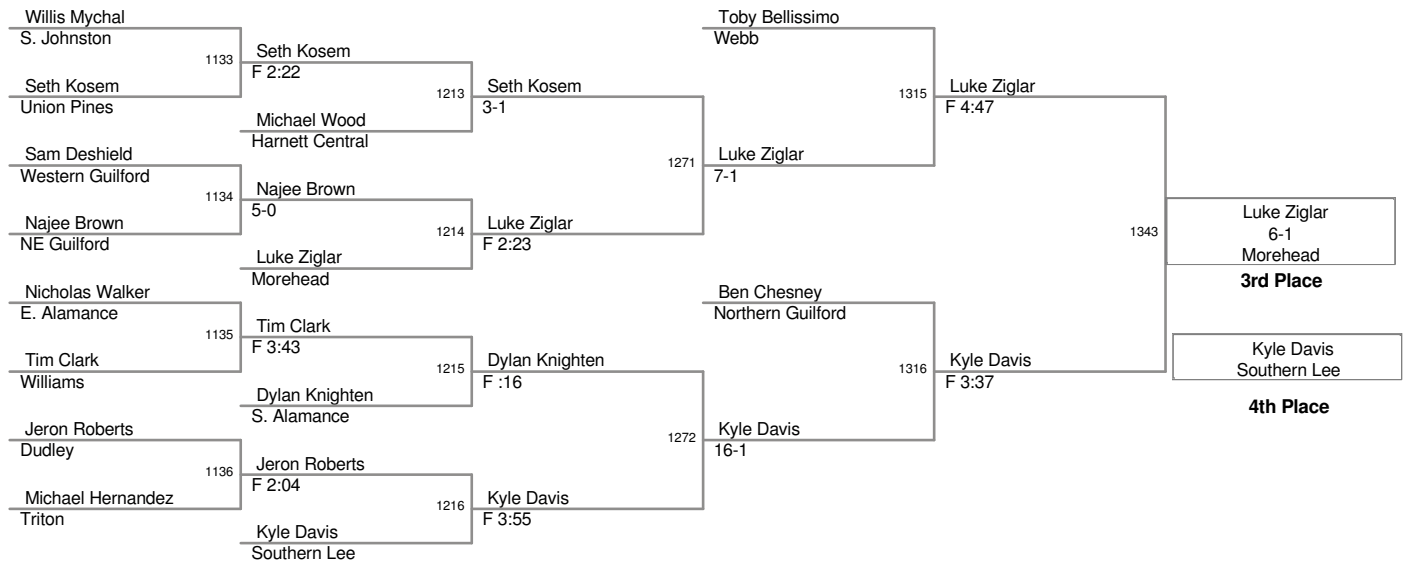 Willis Mychal
S. Johnston
1133
Seth Kosem
Union Pines
Sam Deshield
Western Guilford
1134
Najee Brown
NE Guilford
Nicholas Walker
E. Alamance
1135
Tim Clark
Williams
Jeron Roberts
Dudley
1136
Michael Hernandez
Triton
Seth Kosem
F 2:22
1213
Michael Wood
Harnett Central
Najee Brown
5-0
1214
Luke Ziglar
Morehead
Tim Clark
F 3:43
1215
Dylan Knighten
S. Alamance
Jeron Roberts
F 2:04
1216
Kyle Davis
Southern Lee
Seth Kosem
3-1
1271
Luke Ziglar
F 2:23
Dylan Knighten
F :16
1272
Kyle Davis
F 3:55
Toby Bellissimo
Webb
1315
Luke Ziglar
7-1
Ben Chesney
Northern Guilford
1316
Kyle Davis
16-1
Luke Ziglar
F 4:47
1343
Kyle Davis
F 3:37
Luke Ziglar
6-1
Morehead
3rd Place
Kyle Davis
Southern Lee
4th Place